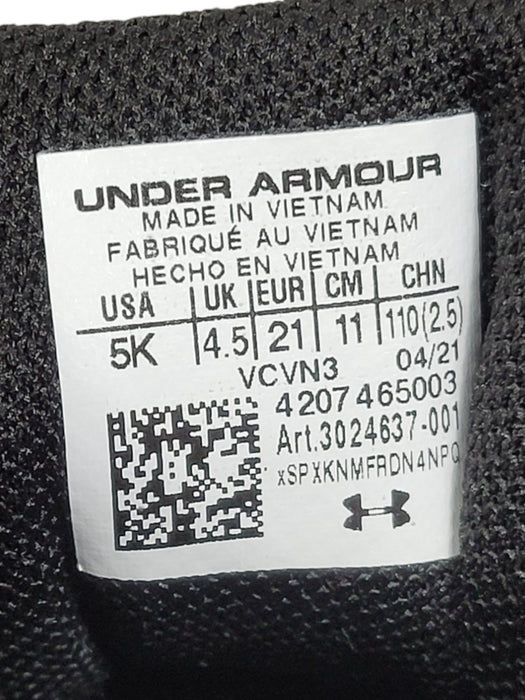 UNDER ARMOUR
MADE IN VIETNAM
FABRIQUÉ AU VIETNAM
HECHO EN VIETNAM
USA UK EUR CM CHN
5K 4.5 21 11 110(2.5)
VCVN3 04/21
4207465003
Art.3024637-001
xSPXKNMFRDN4NPQ